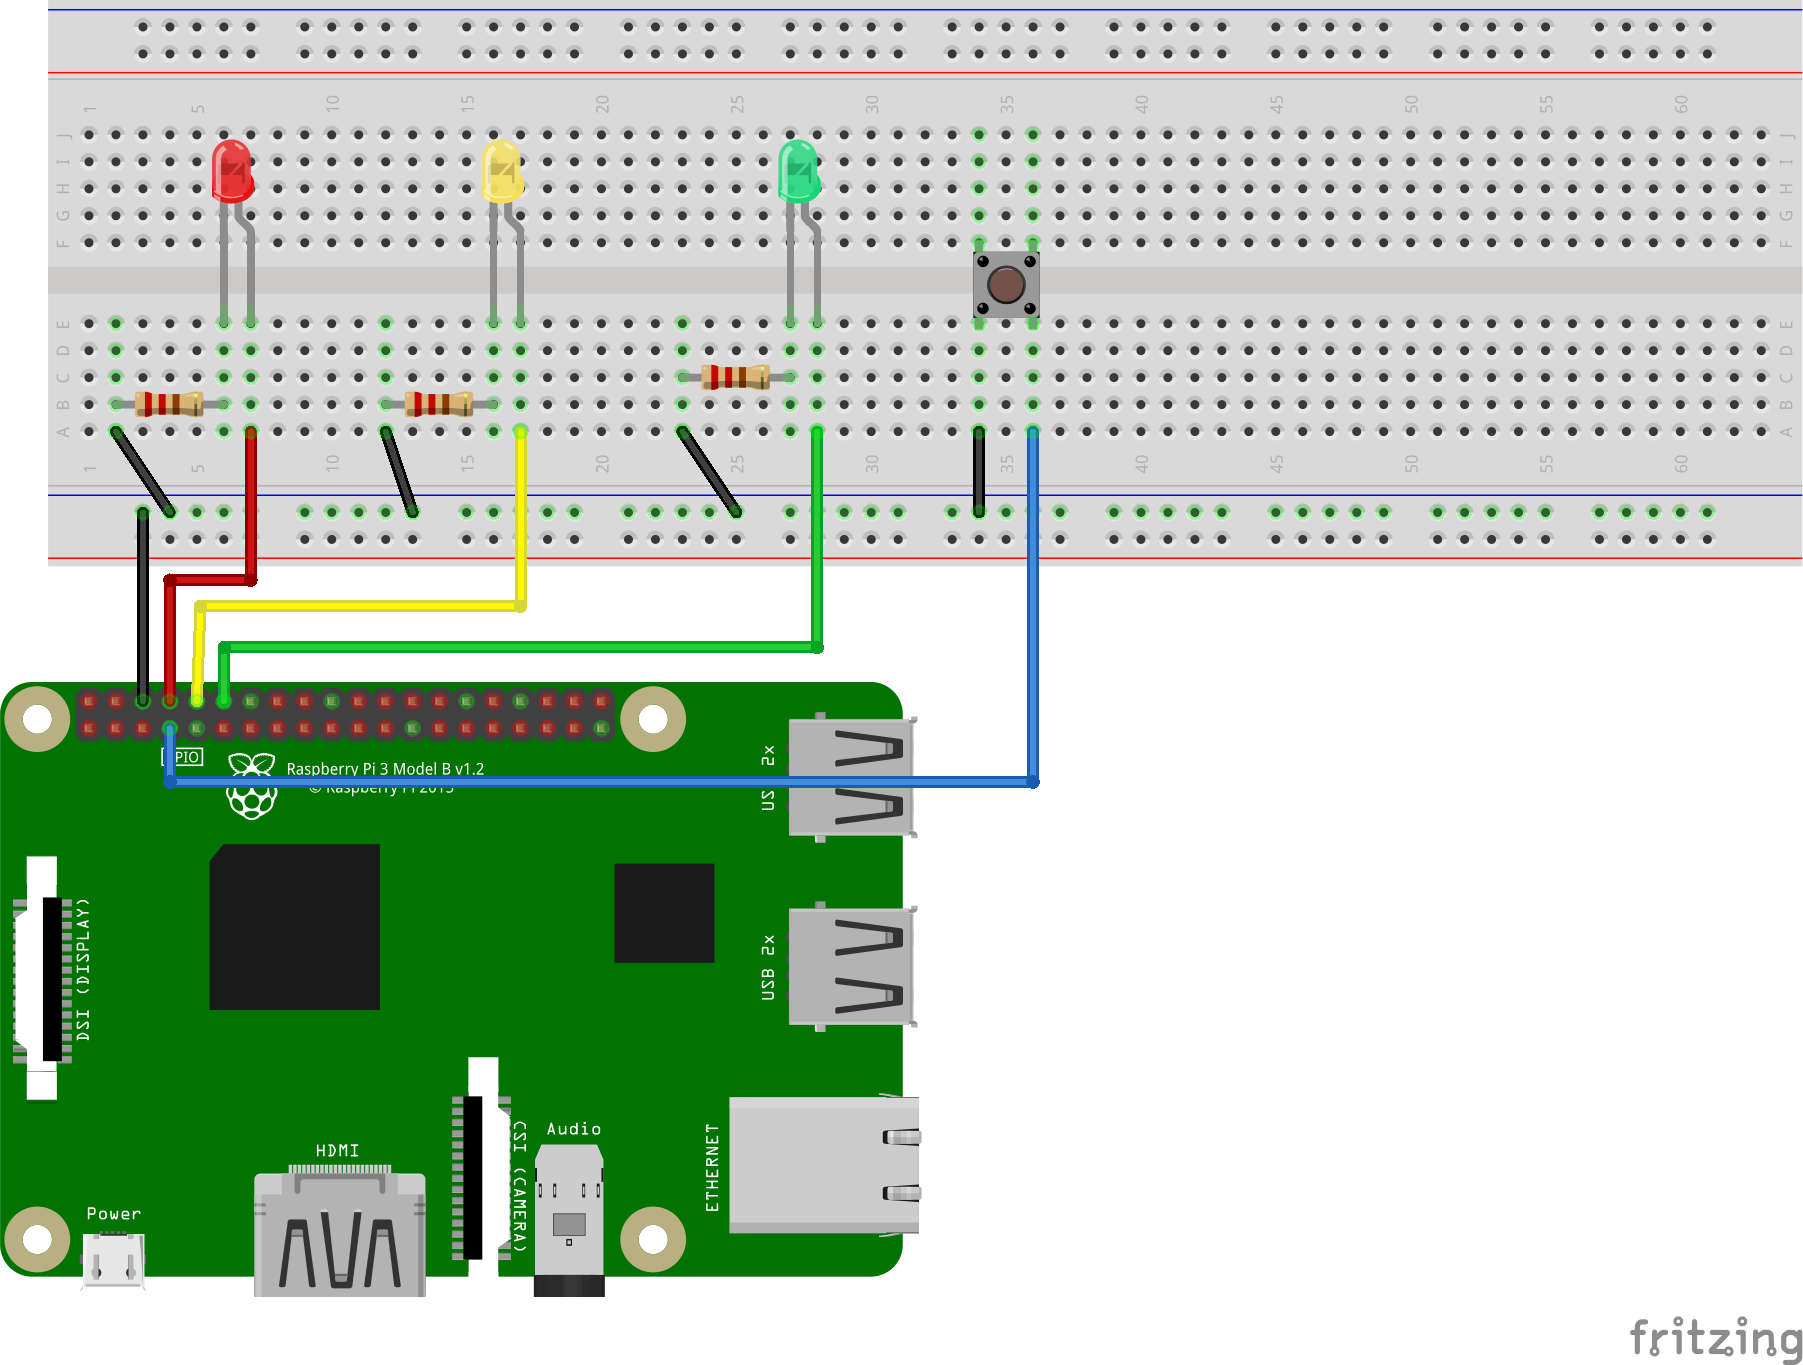 1 5 10 15 20 25 30 35 40 45 50 55 60
J J
I I
H H
G G
F F
E E
D D
C C
B B
A A
1 5 10 15 20 25 30 35 40 45 50 55 60
GPIO
Raspberry Pi 3 Model B v1.2
© Raspberry Pi 2015
USB 2x
USB 2x
DSI (DISPLAY)
CSI (CAMERA)
Audio
ETHERNET
HDMI
Power
fritzing